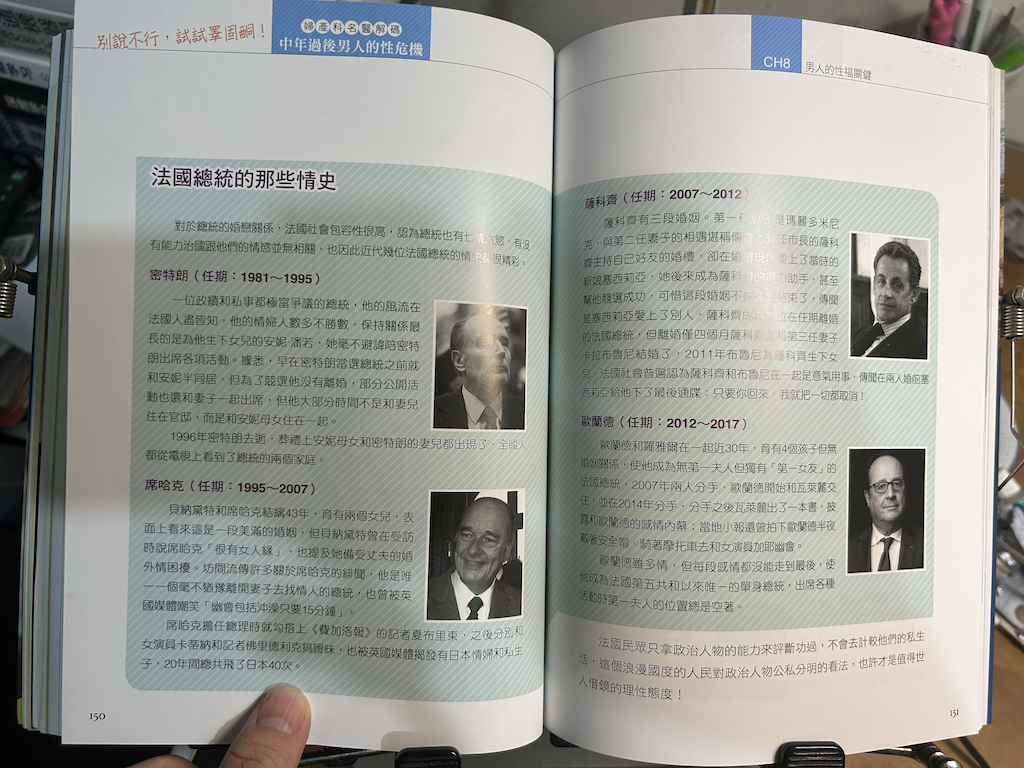 別說不行，試試睪固酮！
婦產科名醫解碼
中年過後男人的性危機
法國總統的那些情史
對於總統的婚戀關係，法國社會包容性很高，認為總統也有七情六慾，有沒
有能力治國跟他們的情慾並無相關，也因此近代幾位法國總統的情史都很精彩。
密特朗（任期：1981～1995）
一位政績和私事都極富爭議的總統，他的風流在
法國人盡皆知，他的情婦人數多不勝數，保持關係最
長的是為他生下女兒的安妮·潘若，她毫不避諱陪密特
朗出席各項活動。據悉，早在密特朗當選總統之前就
和安妮半同居，但為了競選他沒有離婚，部分公開活
動也還和妻子一起出席，但他大部分時間不是和妻兒
住在官邸，而是和安妮母女住在一起。
1996年密特朗去逝，葬禮上安妮母女和密特朗的妻兒都出現了，全國人
都從電視上看到了總統的兩個家庭。
席哈克（任期：1995～2007）
貝納黛特和席哈克結縭43年，育有兩個女兒，表
面上看來這是一段美滿的婚姻，但貝納黛特曾在受訪
時說席哈克「很有女人緣」，也提及她備受丈夫的婚
外情困擾。坊間流傳許多關於席哈克的緋聞，他是唯
一一個毫不猶豫離開妻子去找情人的總統，也曾被英
國媒體嘲笑「幽會包括沖澡只要15分鐘」。
席哈克擔任總理時就勾搭上《費加洛報》的記者夏布里東，之後分別和
女演員卡蒂納和記者佛里德利克搞曖昧，也被英國媒體揭發有日本情婦和私生
子，20年間總共飛了日本40次。
150
CH8 男人的性福關鍵
薩科齊（任期：2007～2012）
薩科齊有三段婚姻。第一任 是瑪麗多米尼
克，與第二任妻子的相遇堪稱傳 任市長的薩科
齊主持自己好友的婚禮，卻在婚 上了當時的
新娘塞西莉亞，她後來成為薩科 助手，甚至
幫他競選成功，可惜這段婚姻不 束了，傳聞
是塞西莉亞愛上了別人，薩科齊成 在任期離婚
的法國總統，但離婚僅四個月薩科齊 和第三任妻子
卡拉布魯尼結婚了，2011年布魯尼為薩科齊生下女
兒。法國社會普遍認為薩科齊和布魯尼在一起是意氣用事，傳聞在兩人婚前塞
西莉亞給他下了最後通牒：只要你回來，我就把一切都取消！
歐蘭德（任期：2012～2017）
歐蘭德和羅雅爾在一起近30年，育有4個孩子但無
婚姻關係，使他成為無第一夫人但獨有「第一女友」的
法國總統，2007年兩人分手，歐蘭德開始和瓦萊麗交
往，並在2014年分手，分手之後瓦萊麗出了一本書，披
露和歐蘭德的感情內幕；當地小報還曾拍下歐蘭德半夜
戴著安全帽、騎著摩托車去和女演員加耶幽會。
歐蘭德雖多情，但每段感情都沒能走到最後，使
他成為法國第五共和以來唯一的單身總統，出席各種
活動時第一夫人的位置總是空著。
法國民眾只拿政治人物的能力來評斷功過，不會去計較他們的私生
活，這個浪漫國度的人民對政治人物公私分明的看法，也許才是值得世
人借鏡的理性態度！
151